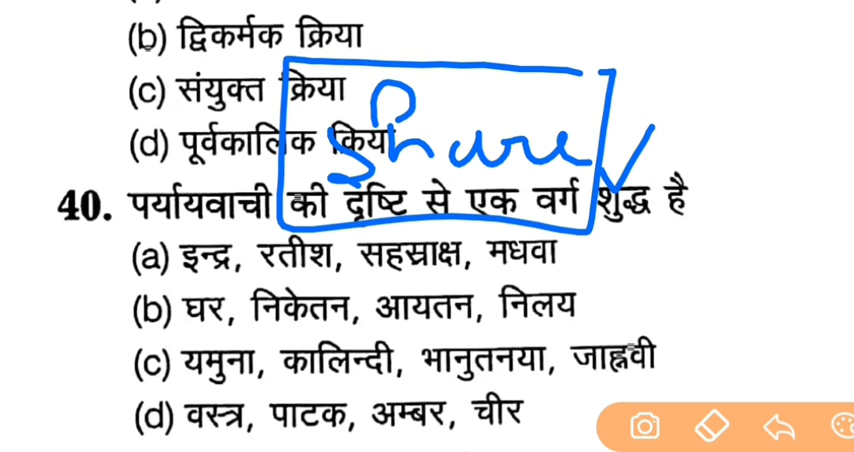 (b) द्विकर्मक क्रिया
(c) संयुक्त क्रिया
(d) पूर्वकालिक क्रिया
Share
40. पर्यायवाची की दृष्टि से एक वर्ग शुद्ध है
(a) इन्द्र, रतीश, सहस्राक्ष, मधवा
(b) घर, निकेतन, आयतन, निलय
(c) यमुना, कालिन्दी, भानुतनया, जाह्नवी
(d) वस्त्र, पाटक, अम्बर, चीर